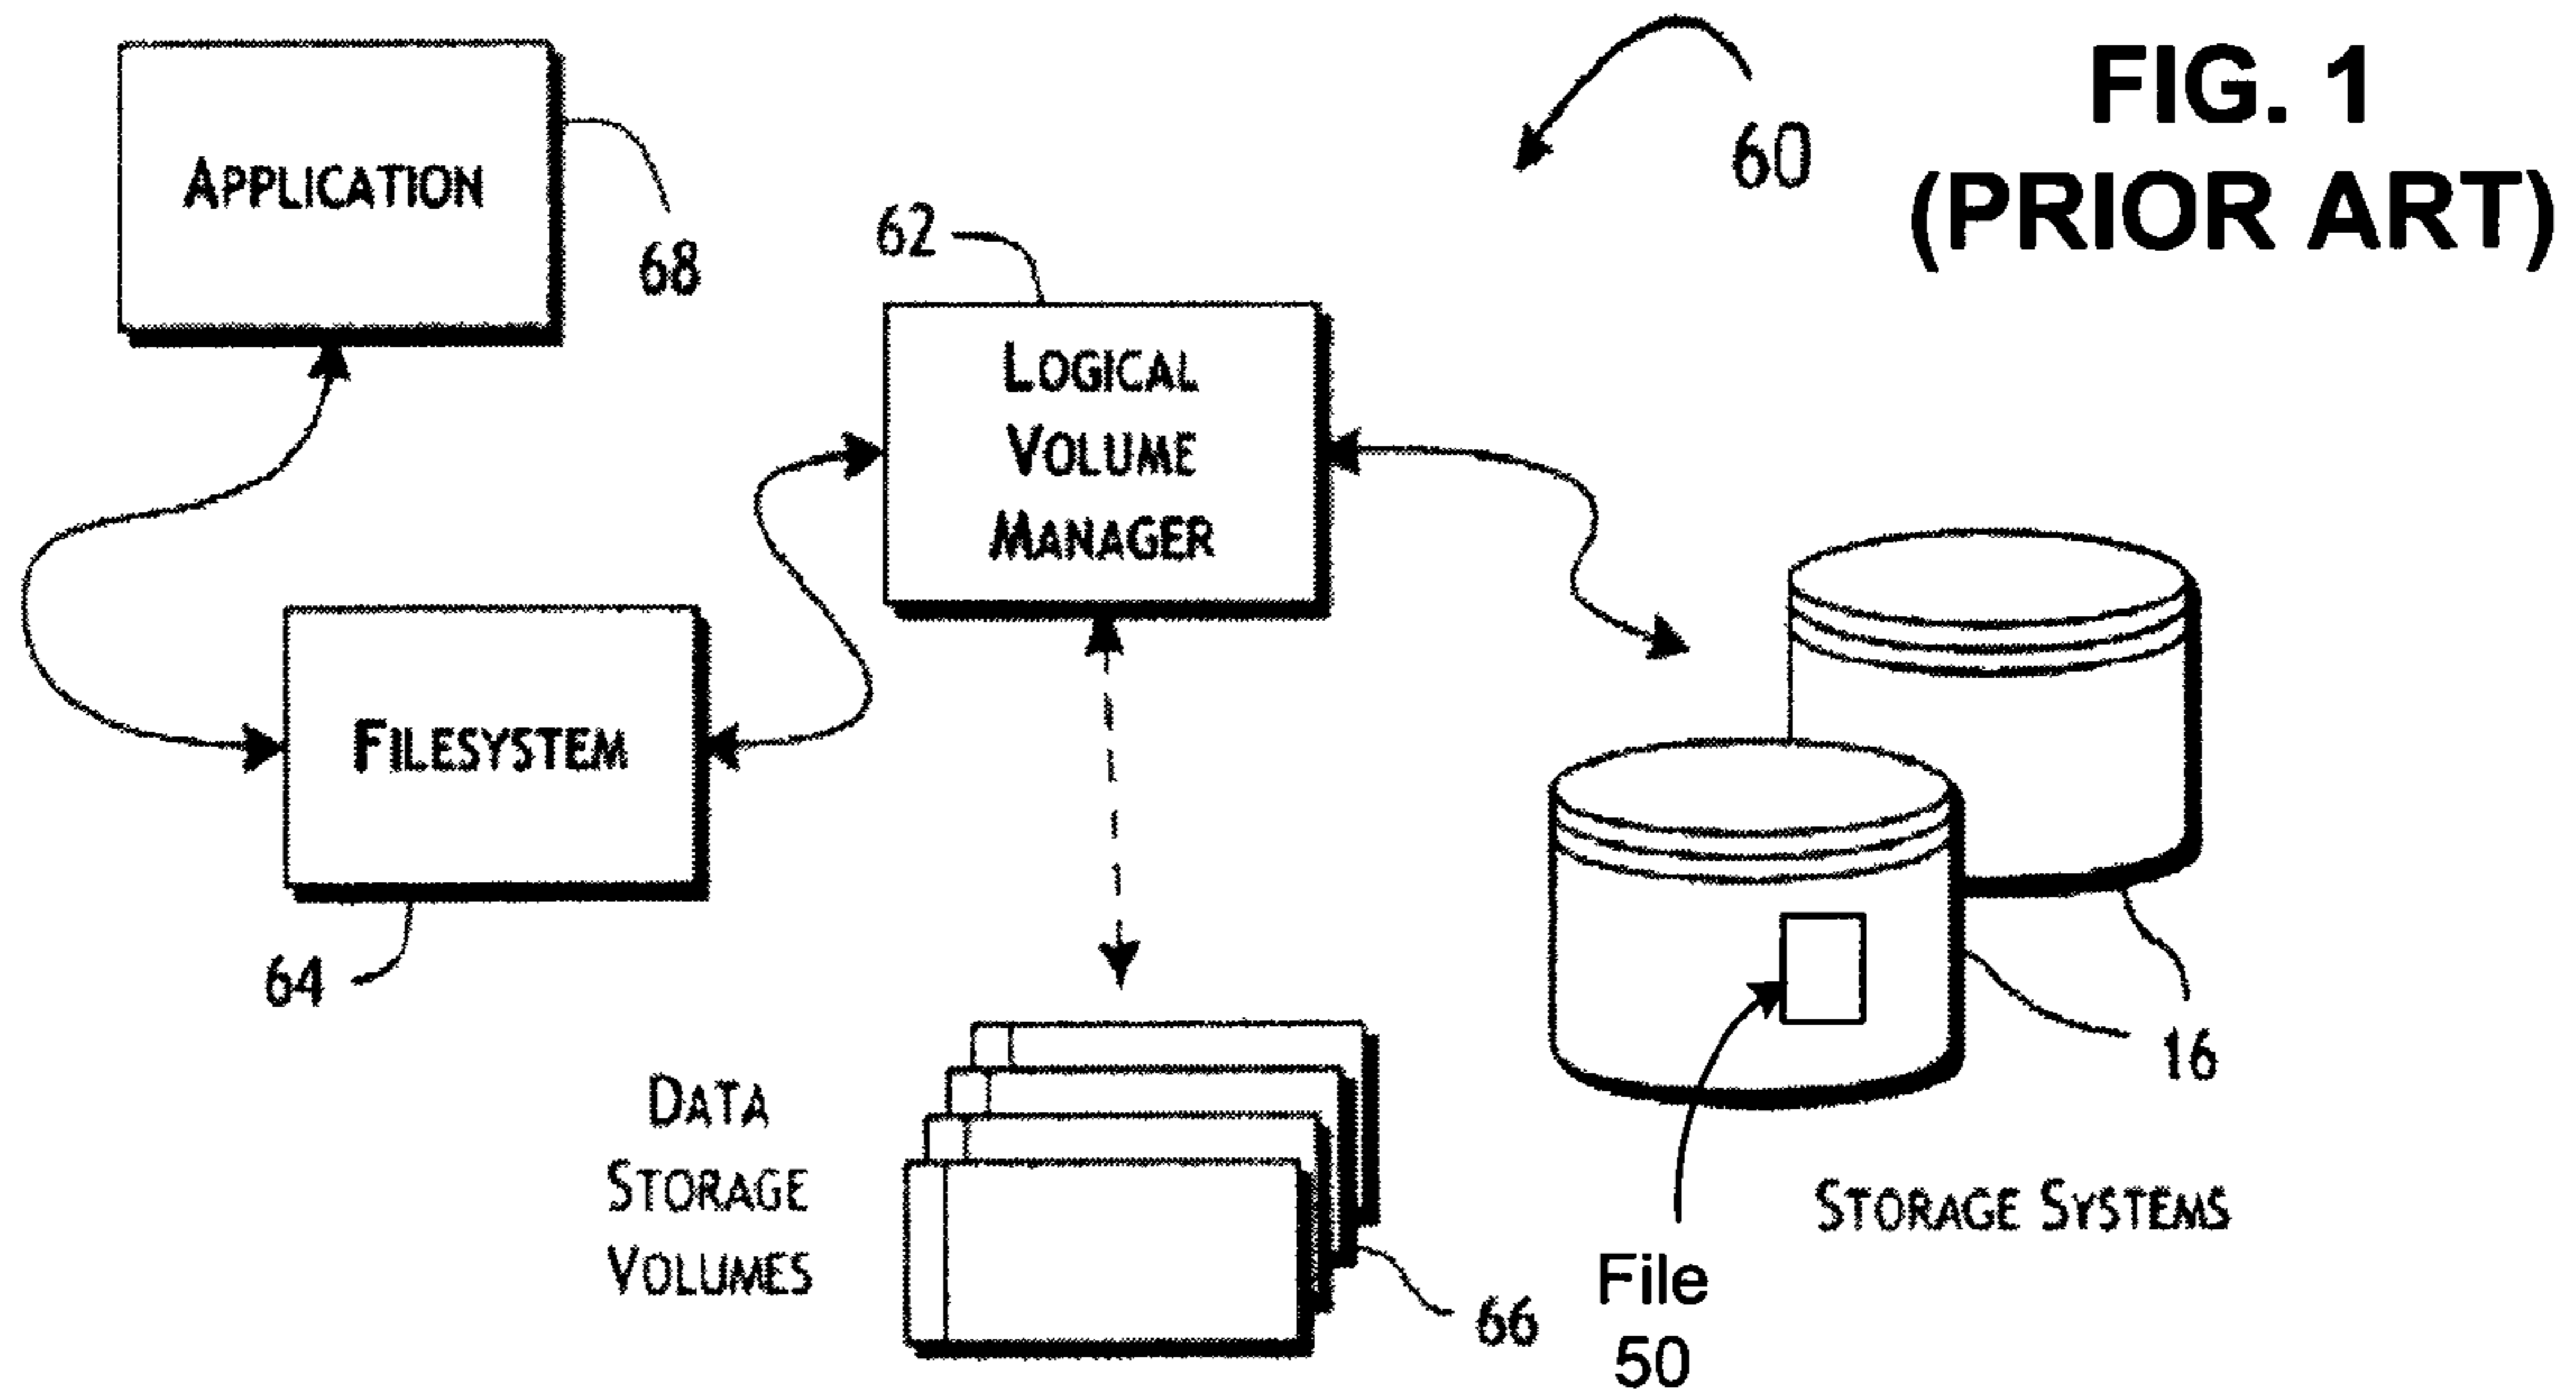 FIG. 1
(PRIOR ART)
60
APPLICATION
68
62
LOGICAL
VOLUME
MANAGER
FILESYSTEM
64
16
DATA
STORAGE
VOLUMES
66
STORAGE SYSTEMS
File
50